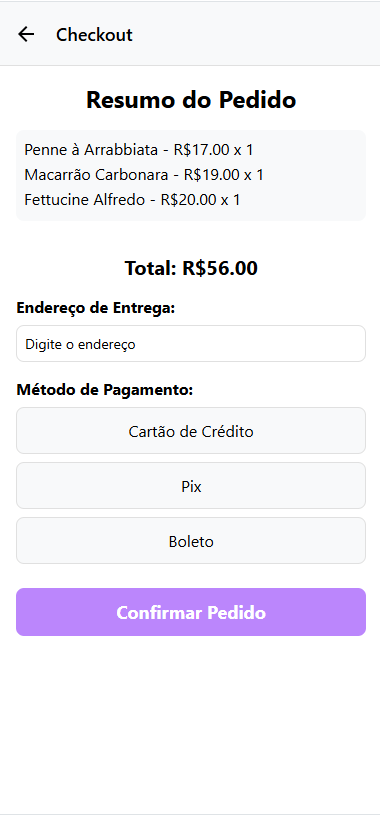 Checkout
Resumo do Pedido
Penne à Arrabbiata - R$17.00 x 1
Macarrão Carbonara - R$19.00 x 1
Fettucine Alfredo - R$20.00 x 1
Total: R$56.00
Endereço de Entrega:
Digite o endereço
Método de Pagamento:
Cartão de Crédito
Pix
Boleto
Confirmar Pedido